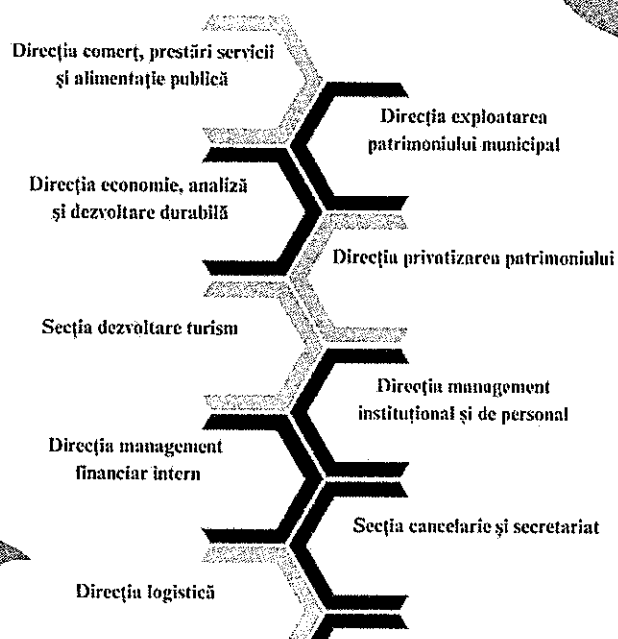 Direcția comerț, prestări servicii
și alimentație publică
Direcția exploatarea
patrimoniului municipal
Direcția economie, analiză
și dezvoltare durabilă
Direcția privatizarea patrimoniului
Secția dezvoltare turism
Direcția management
instituțional și de personal
Direcția management
financiar intern
Secția cancelarie și secretariat
Direcția logistică